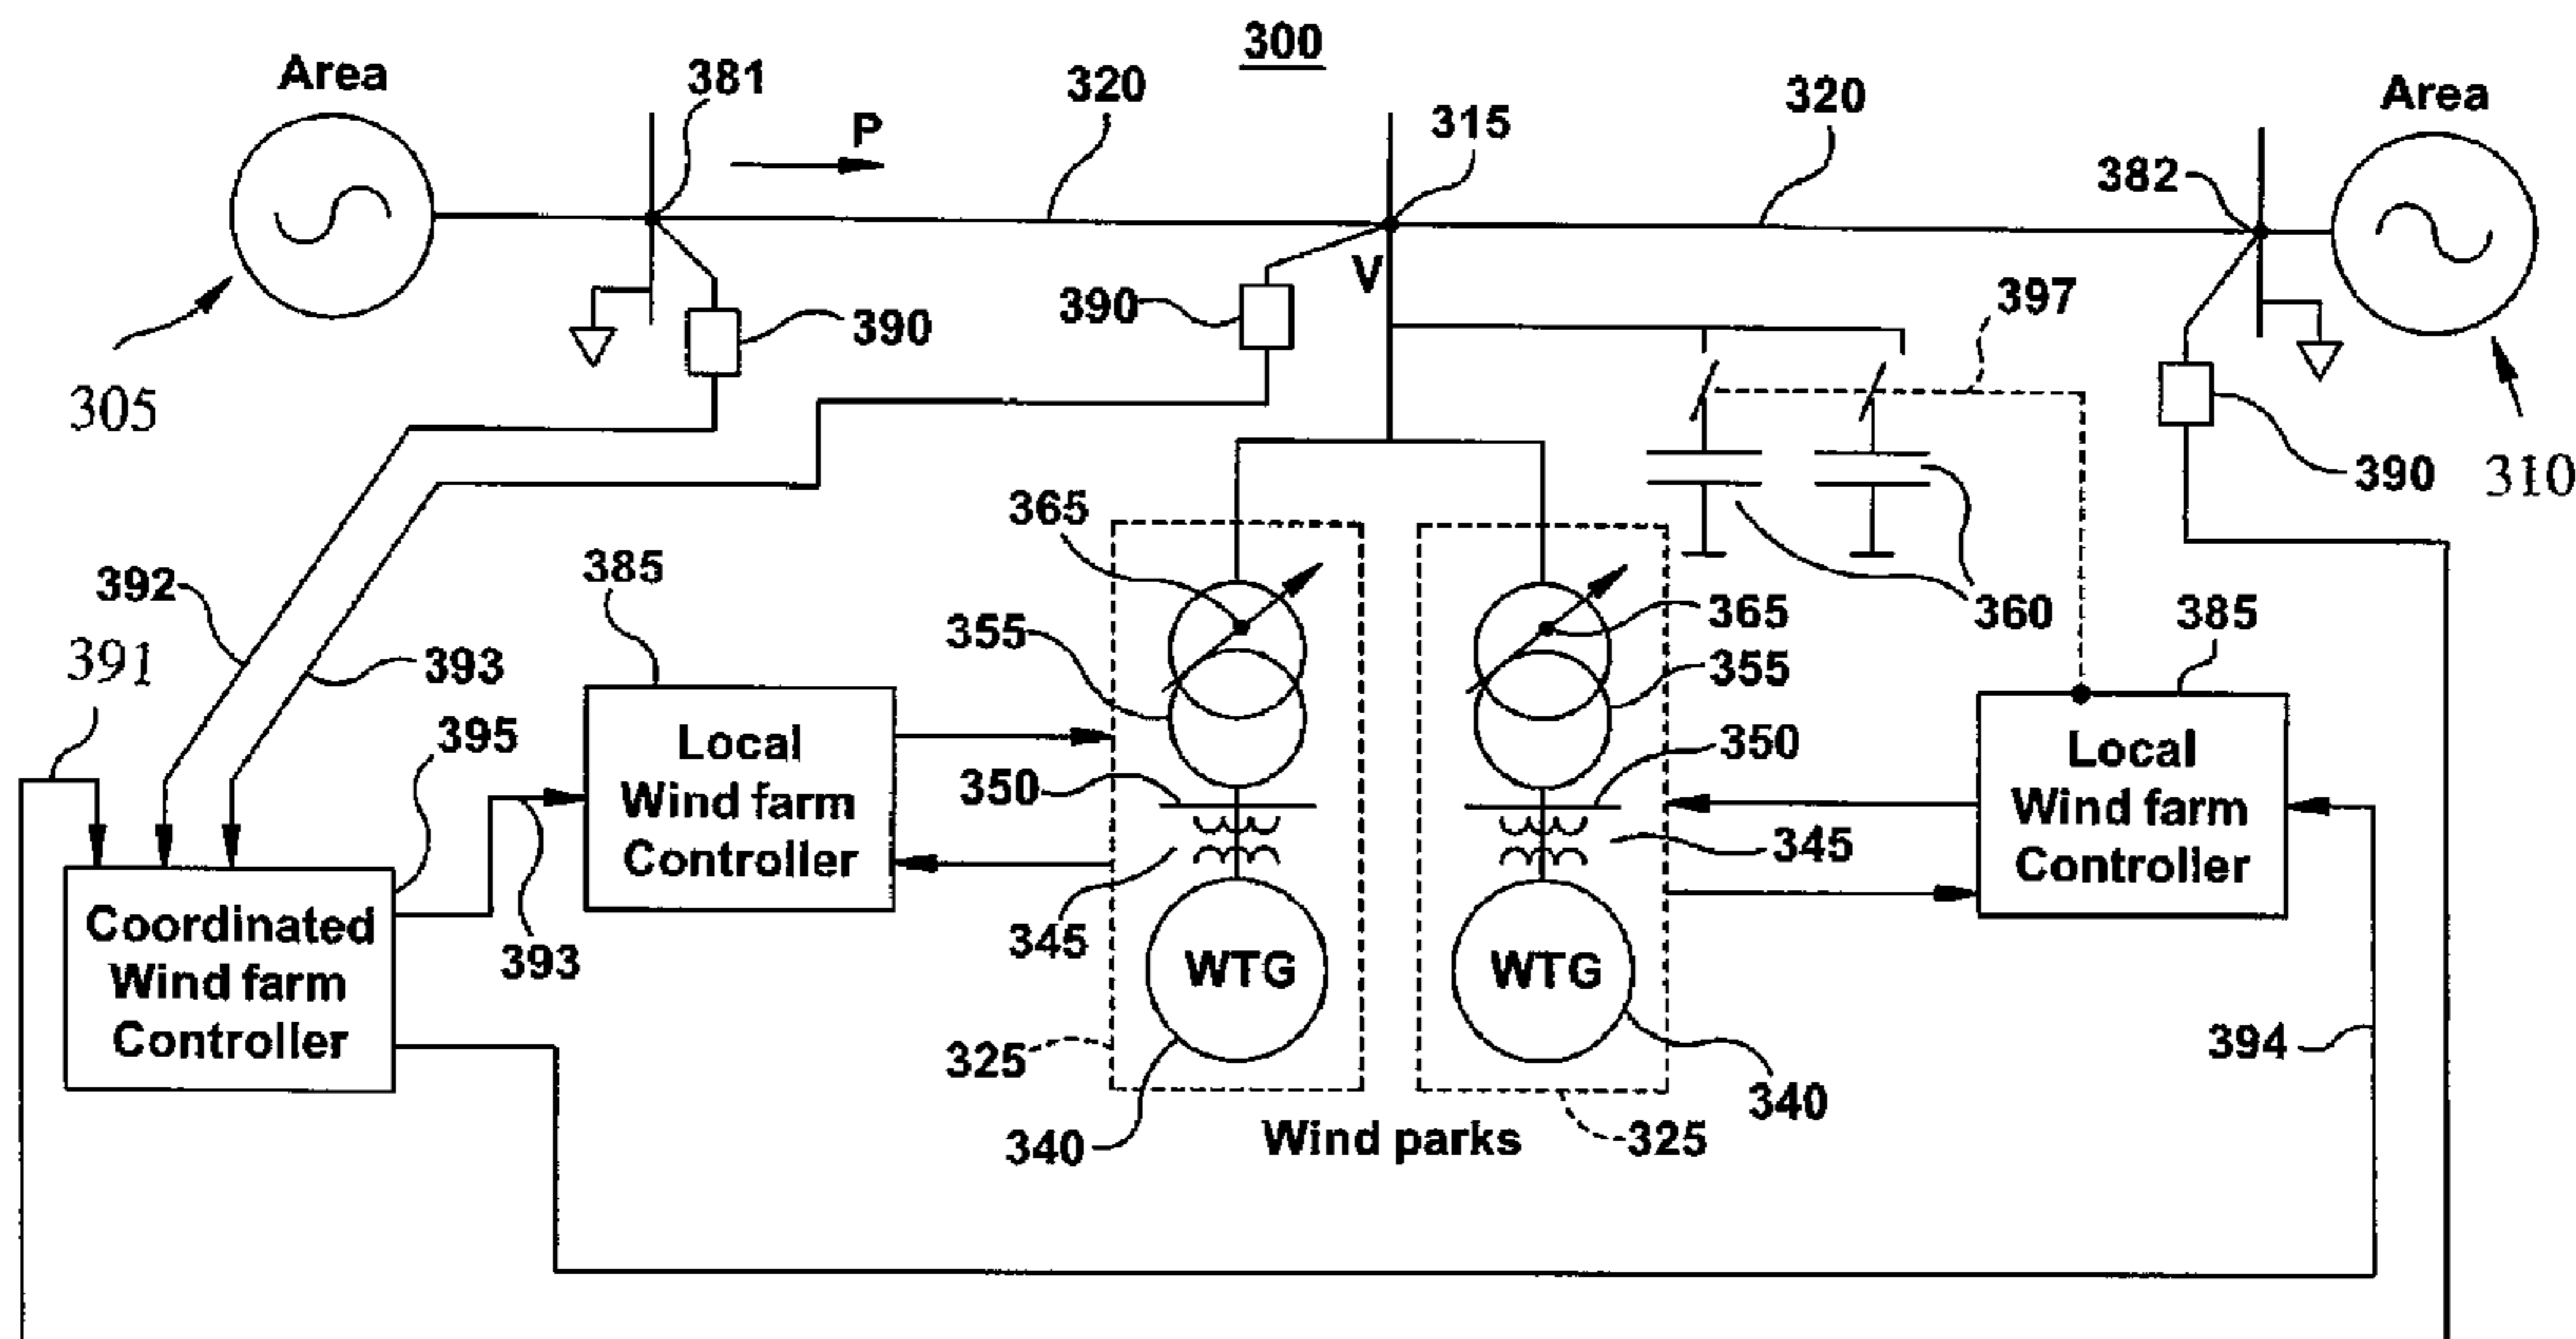 300
Area
381
P
320
315
320
382
Area
305
390
390
V
397
390
310
392
391
393
395
385
Local
Wind farm
Controller
365
355
350
345
365
355
350
345
360
385
Local
Wind farm
Controller
Coordinated
Wind farm
Controller
393
WTG
WTG
325
340
Wind parks
340
325
394